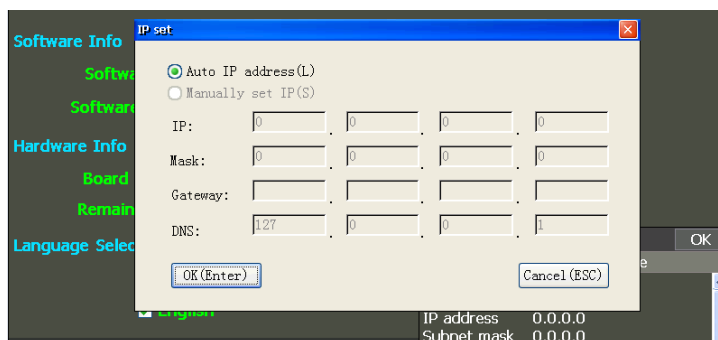 IP set
Software Info
Auto IP address(L)
Manually set IP(S)
Software
IP: 0 . 0 . 0 . 0
Hardware Info
Mask: 0 . 0 . 0 . 0
Board
Gateway: . . .
Remain
DNS: 127 . 0 . 0 . 1
Language Selec
OK
OK(Enter) Cancel(ESC)
e
English
IP address 0.0.0.0
Subnet mask 0.0.0.0